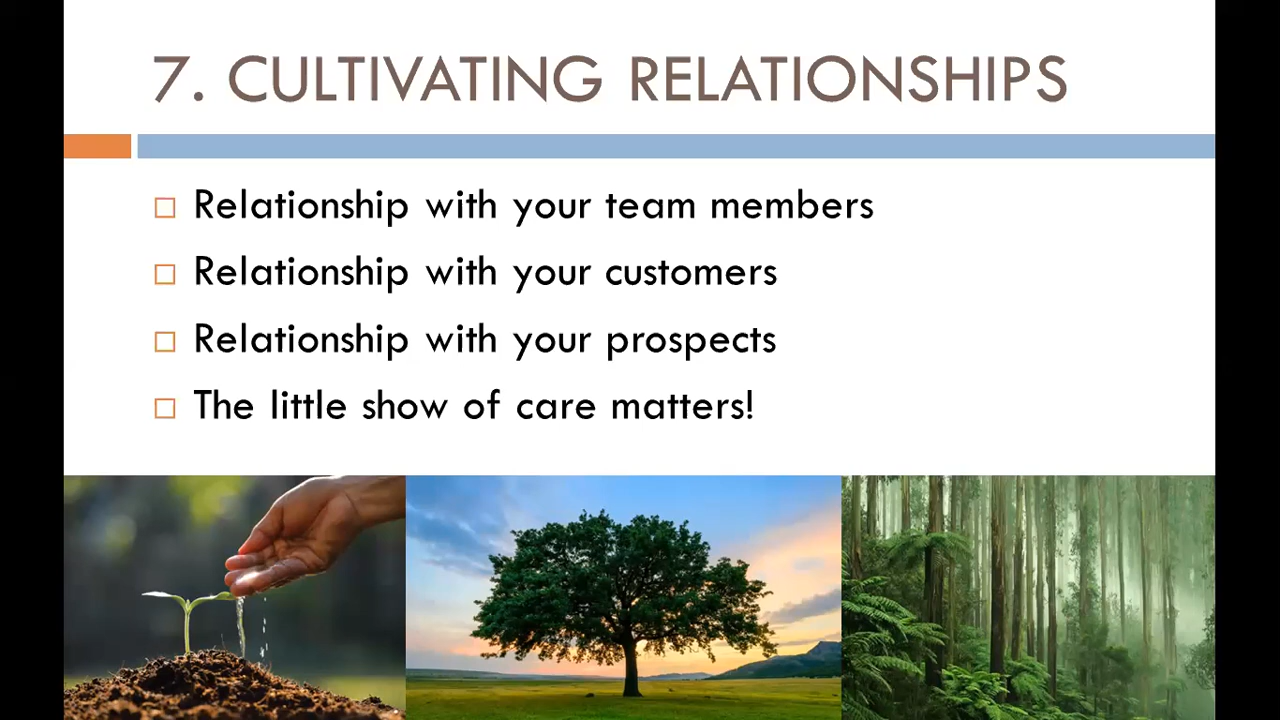 7. CULTIVATING RELATIONSHIPS
Relationship with your team members
Relationship with your customers
Relationship with your prospects
The little show of care matters!